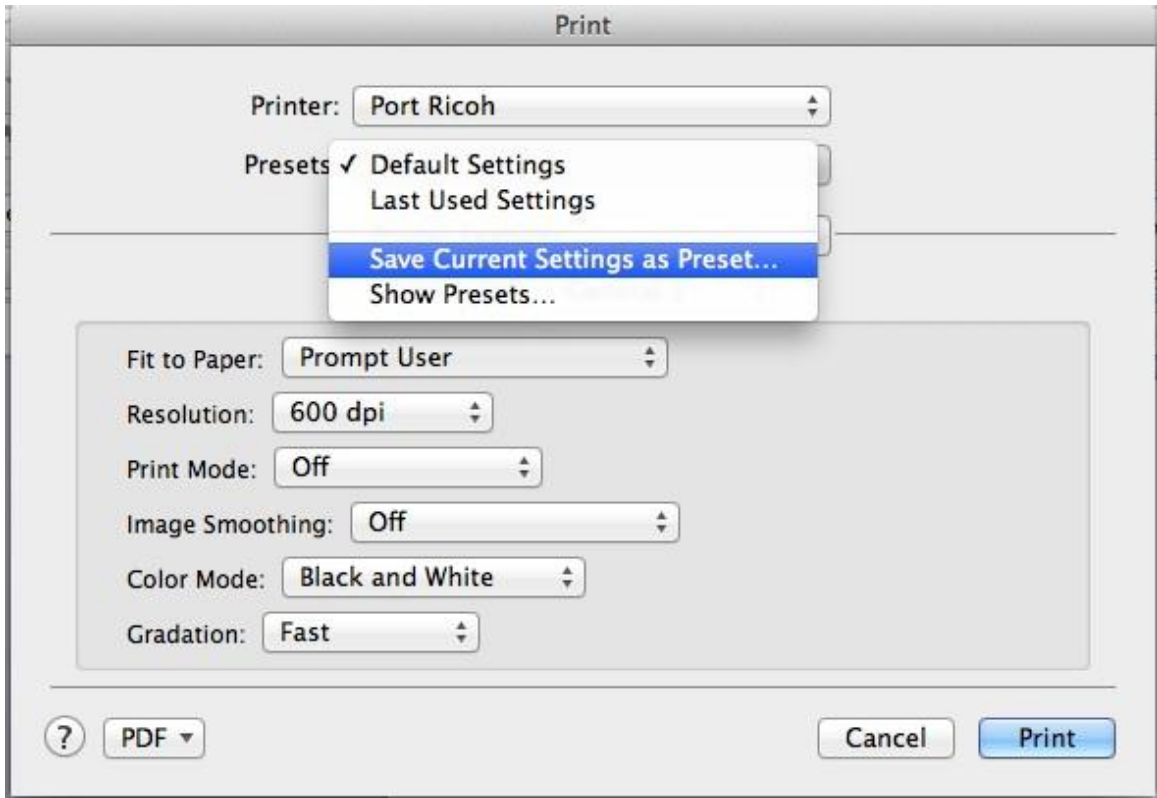 Print
Printer: Port Ricoh
Presets ✓ Default Settings
Last Used Settings
Save Current Settings as Preset...
Show Presets...
Fit to Paper: Prompt User
Resolution: 600 dpi
Print Mode: Off
Image Smoothing: Off
Color Mode: Black and White
Gradation: Fast
? PDF Cancel Print